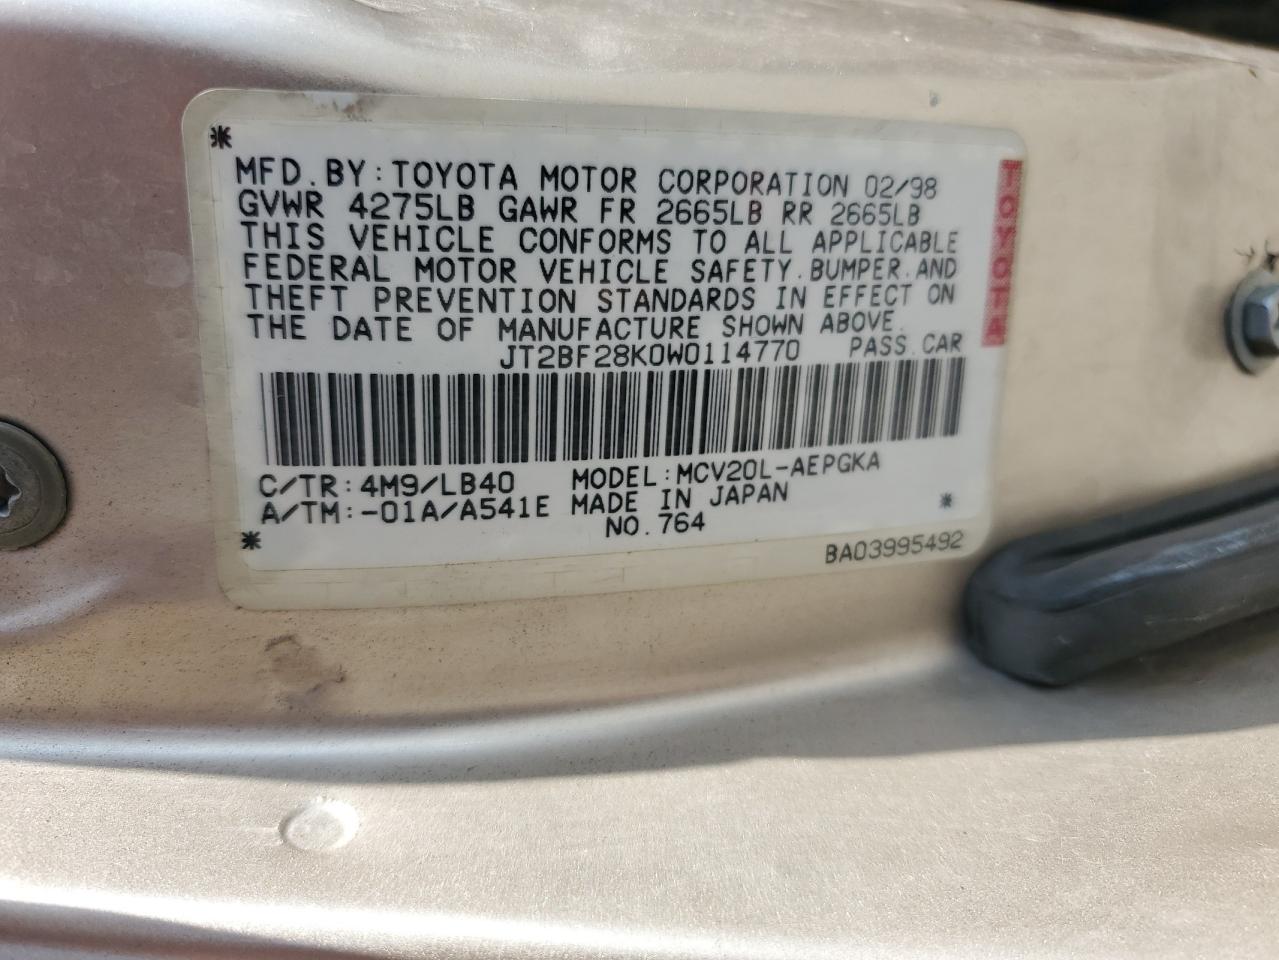 MFD. BY: TOYOTA MOTOR CORPORATION 02/98
GVWR 4275LB GAWR FR 2665LB RR 2665LB
THIS VEHICLE CONFORMS TO ALL APPLICABLE
FEDERAL MOTOR VEHICLE SAFETY. BUMPER. AND
THEFT PREVENTION STANDARDS IN EFFECT ON
THE DATE OF MANUFACTURE SHOWN ABOVE.
JT2BF28K0W0114770 PASS. CAR
C/TR: 4M9/LB40 MODEL: MCV20L-AEPGKA
A/TM: -01A/A541E MADE IN JAPAN
NO. 764
BA03995492
TOYOTA